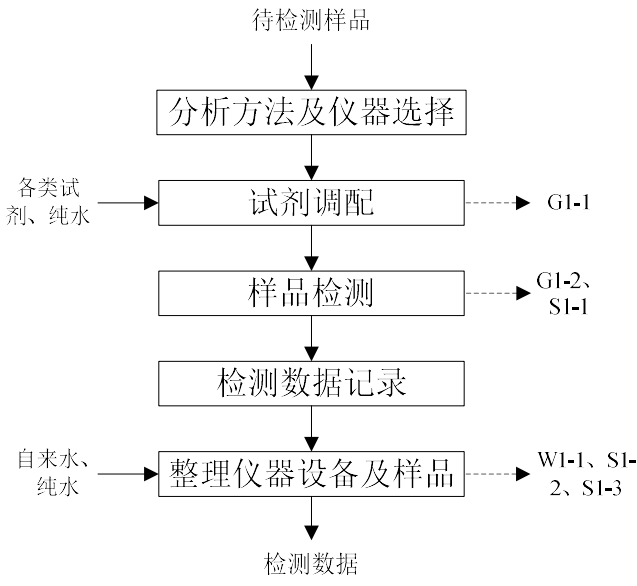 待检测样品
分析方法及仪器选择
各类试
剂、纯水
试剂调配
G1-1
样品检测
G1-2、
S1-1
检测数据记录
自来水、
纯水
整理仪器设备及样品
W1-1、S1-
2、S1-3
检测数据